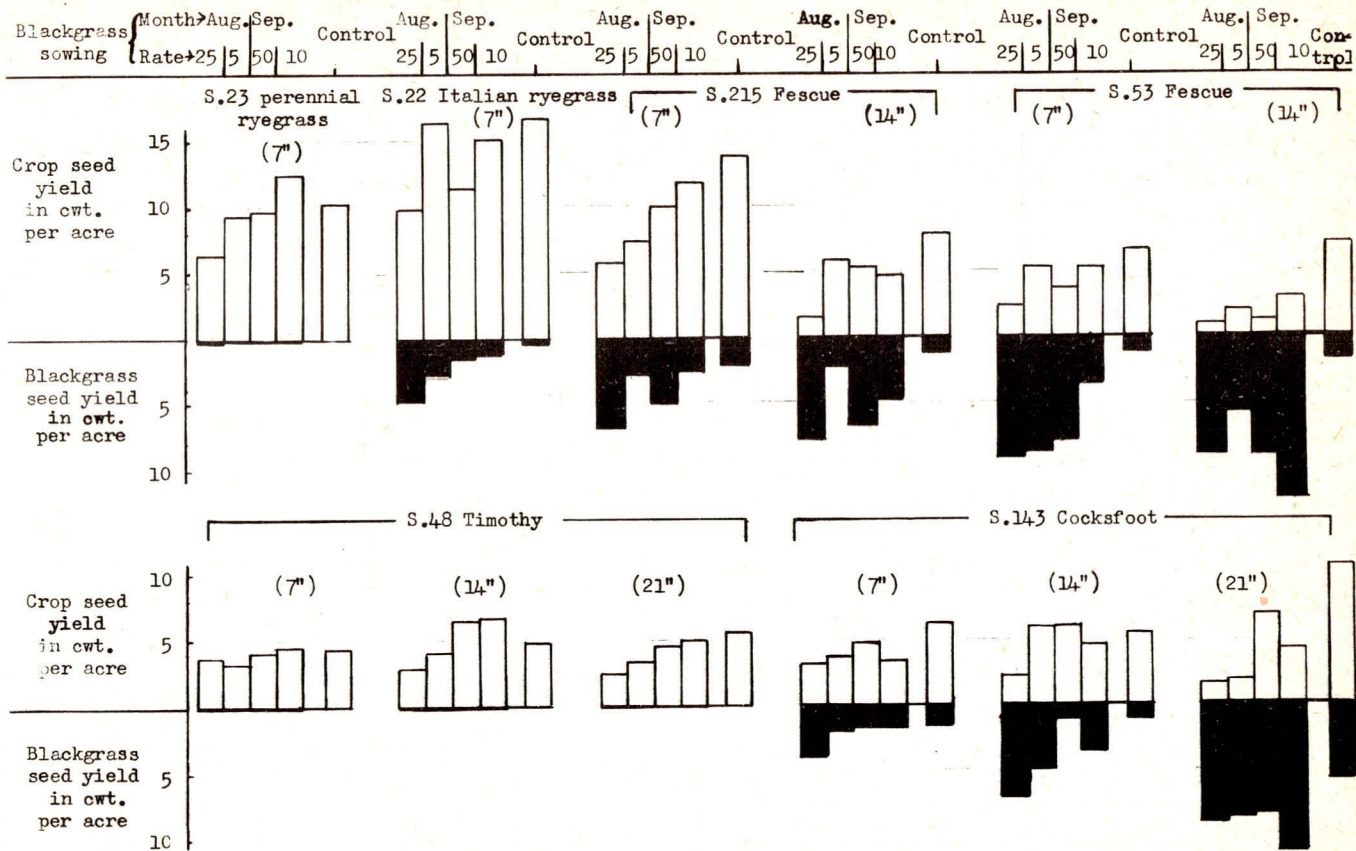 Blackgrass sowing
Month→Aug. Sep. Aug. Sep. Aug. Sep. Aug. Sep. Aug. Sep. Aug. Sep.
Rate→25 5 50 10 Control 25 5 50 10 Control 25 5 50 10 Control 25 5 50 10 Control 25 5 50 10 Control 25 5 50 10 Con-trol
S.23 perennial ryegrass
(7")
S.22 Italian ryegrass
(7")
S.215 Fescue
(7") (14")
S.53 Fescue
(7") (14")
Crop seed
yield
in cwt.
per acre
15
10
5
Blackgrass
seed yield
in cwt.
per acre
5
10
S.48 Timothy
(7") (14") (21")
S.143 Cocksfoot
(7") (14") (21")
Crop seed
yield
in cwt.
per acre
10
5
Blackgrass
seed yield
in cwt.
per acre
5
10